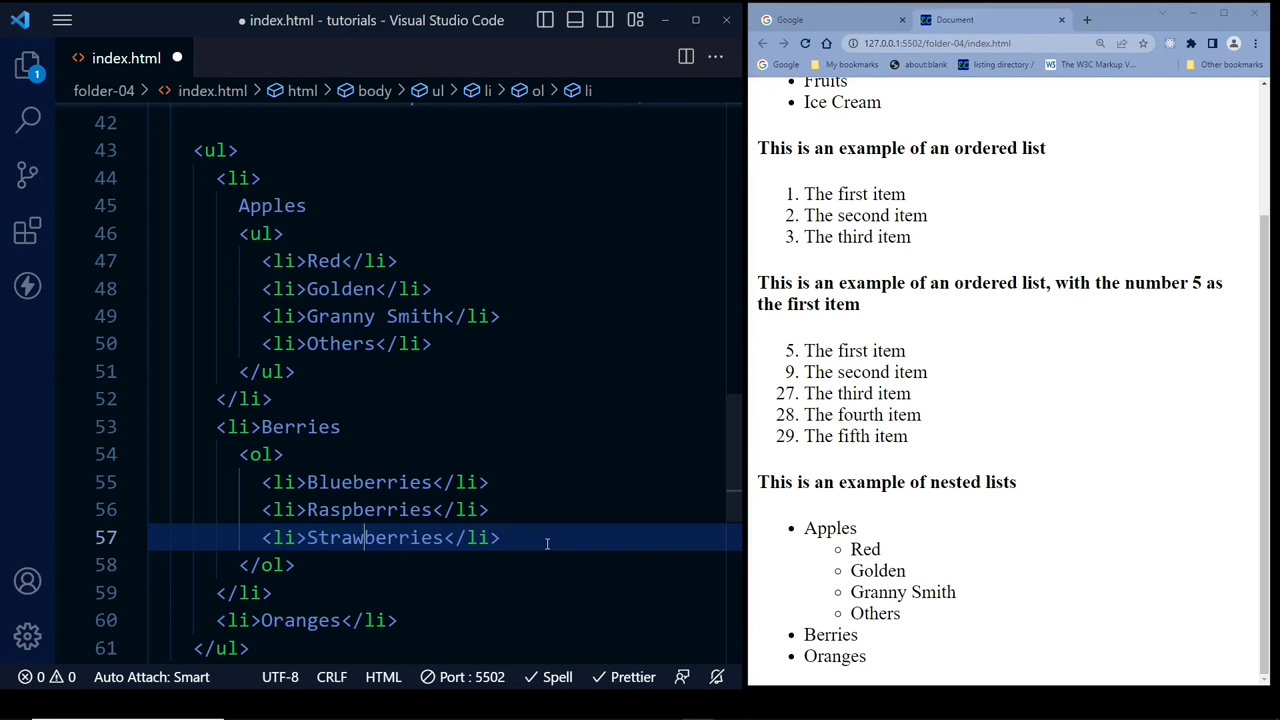 index.html - tutorials - Visual Studio Code
index.html
folder-04 > index.html > html > body > ul > li > ol > li
42
43 <ul>
44 <li>
45 Apples
46 <ul>
47 <li>Red</li>
48 <li>Golden</li>
49 <li>Granny Smith</li>
50 <li>Others</li>
51 </ul>
52 </li>
53 <li>Berries
54 <ol>
55 <li>Blueberries</li>
56 <li>Raspberries</li>
57 <li>Strawberries</li>
58 </ol>
59 </li>
60 <li>Oranges</li>
61 </ul>
1
0 0 Auto Attach: Smart UTF-8 CRLF HTML Port : 5502 Spell Prettier
Google Document
127.0.0.1:5502/folder-04/index.html
Google My bookmarks about:blank listing directory / The W3C Markup V... Other bookmarks
Fruits
Ice Cream
This is an example of an ordered list
1. The first item
2. The second item
3. The third item
This is an example of an ordered list, with the number 5 as
the first item
5. The first item
9. The second item
27. The third item
28. The fourth item
29. The fifth item
This is an example of nested lists
Apples
Red
Golden
Granny Smith
Others
Berries
Oranges